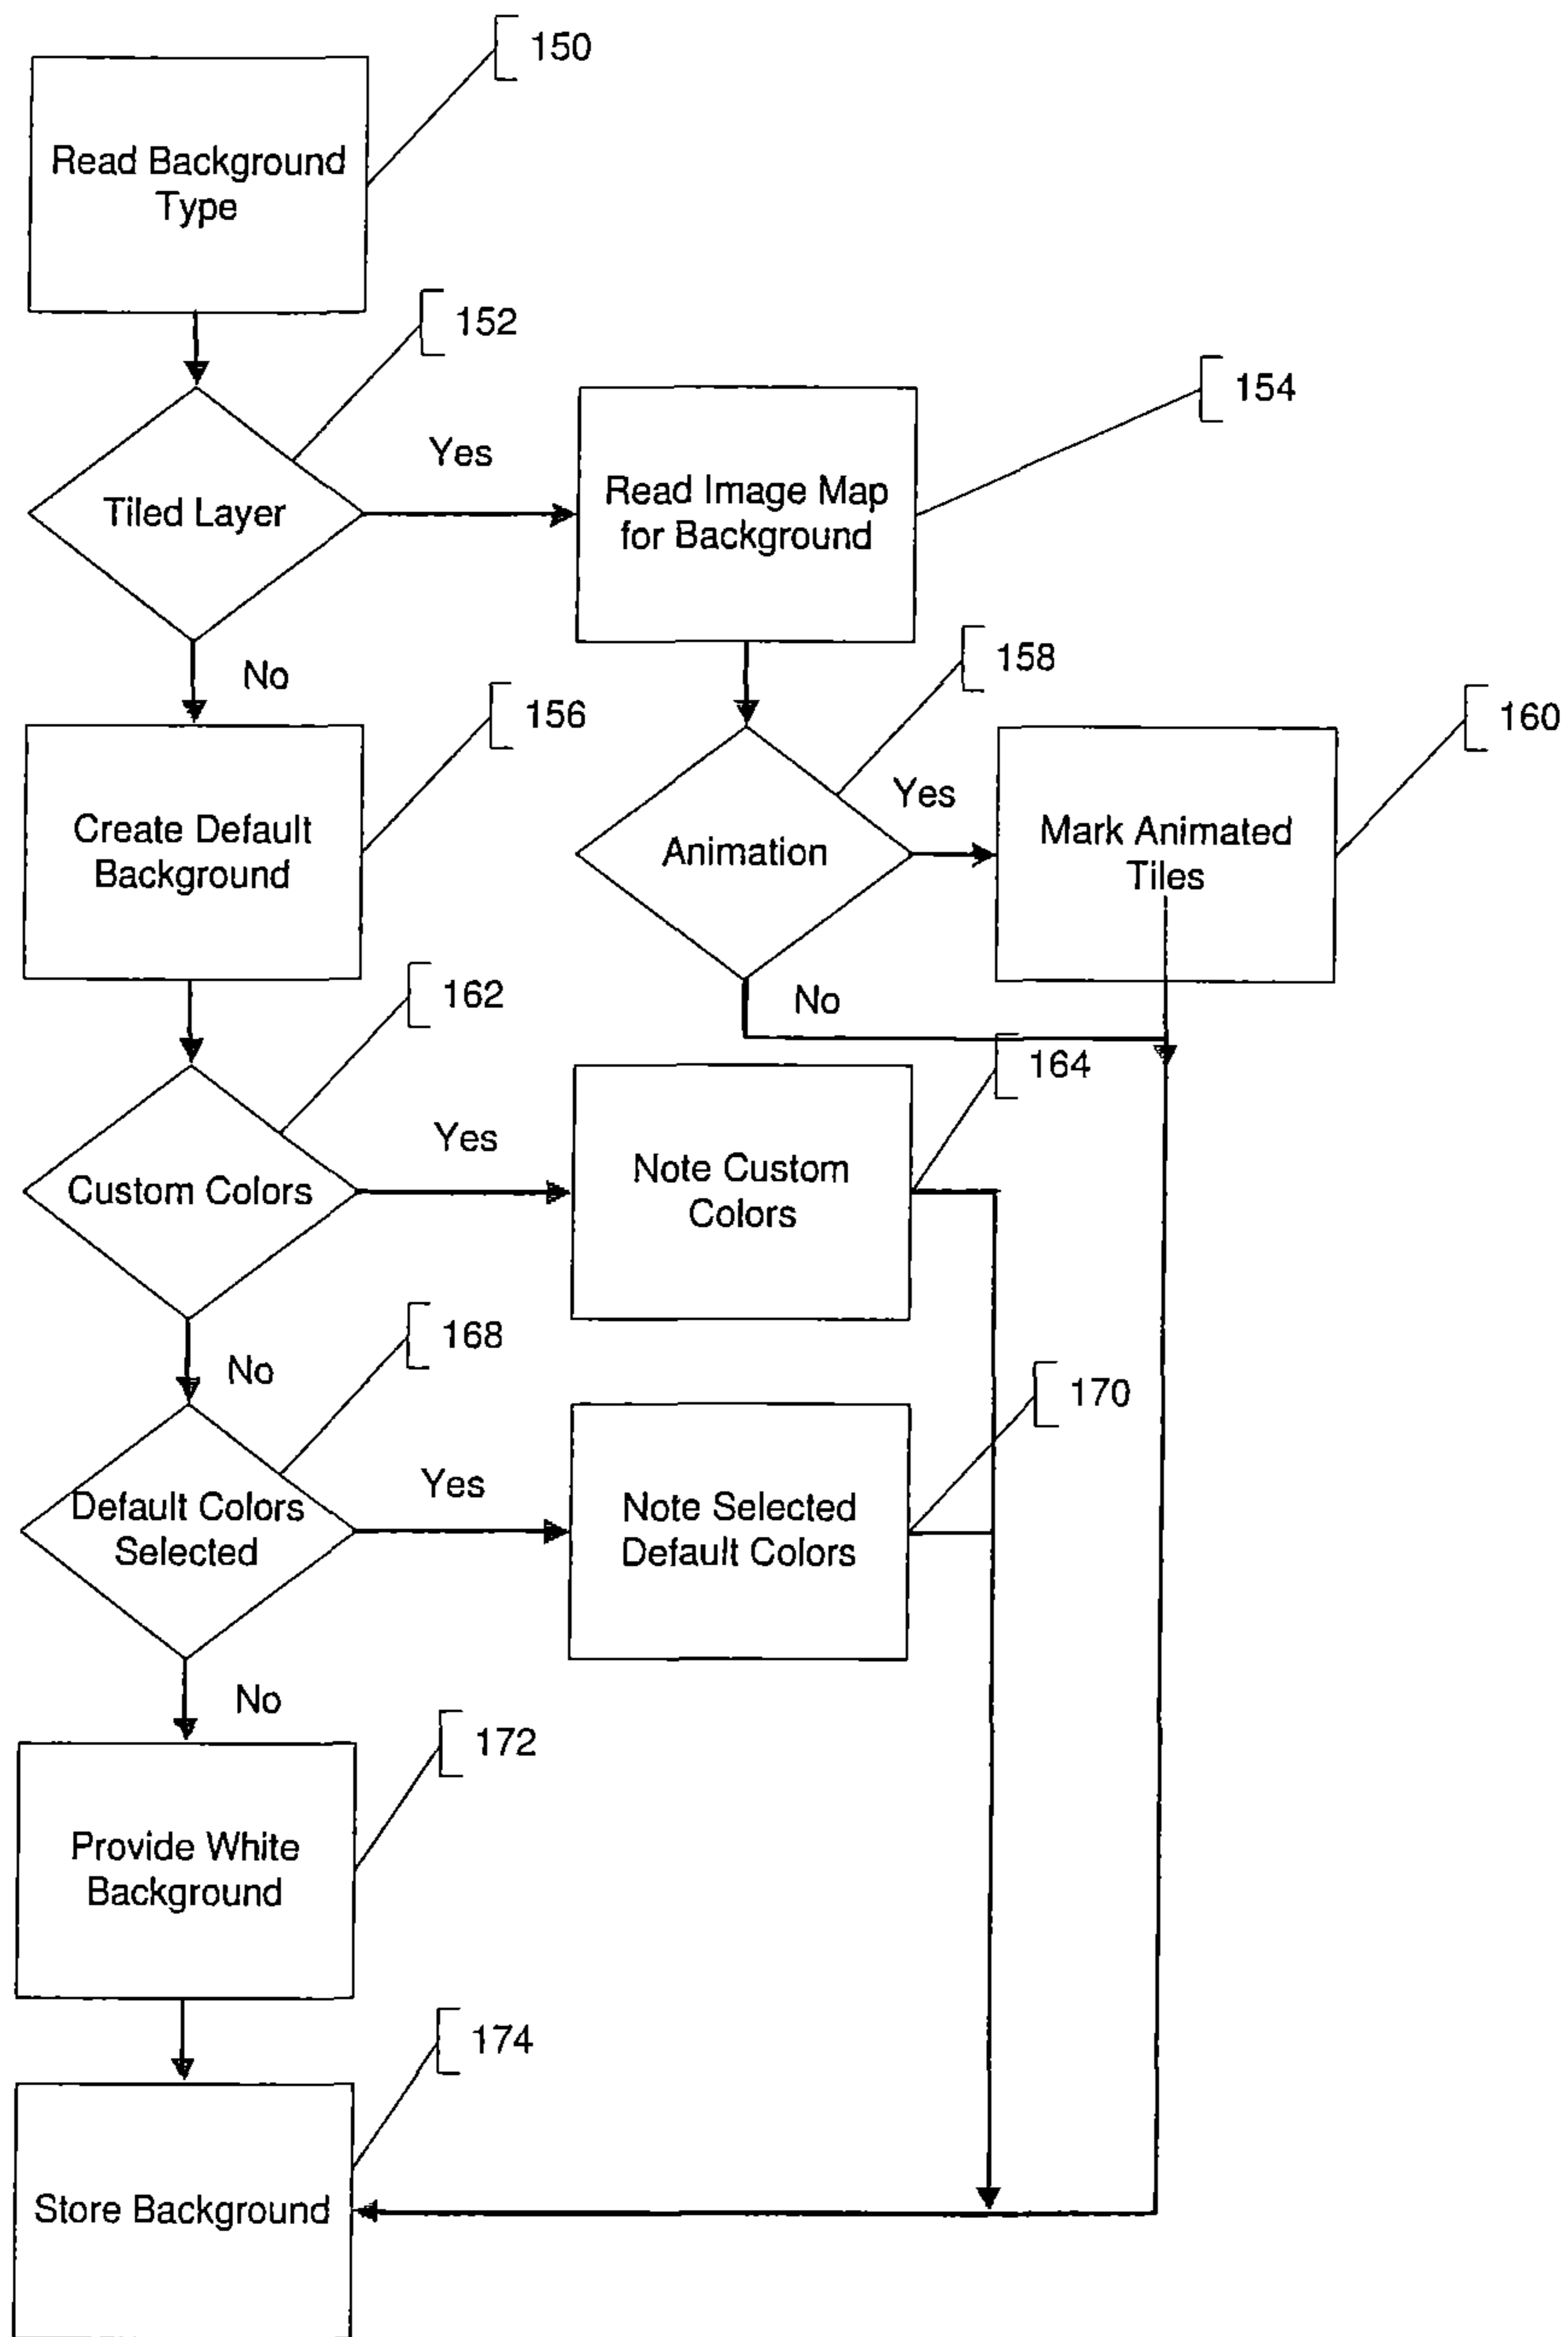 150
Read Background
Type
152
154
Yes
Tiled Layer
Read Image Map
for Background
No
158
156
160
Yes
Create Default
Background
Animation
Mark Animated
Tiles
162
No
164
Yes
Custom Colors
Note Custom
Colors
168
No
170
Yes
Default Colors
Selected
Note Selected
Default Colors
No
172
Provide White
Background
174
Store Background